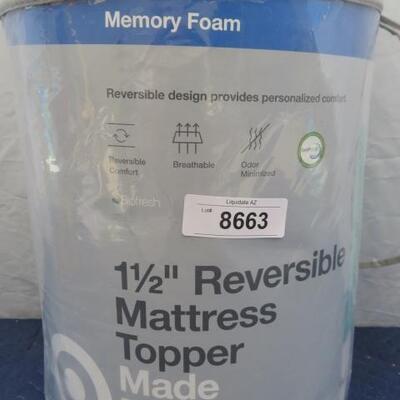 Memory Foam
Reversible design provides personalized comfort
Reversible Breathable Odor
Comfort Minimized
Biofresh
Liquidate AZ
Lot#
8663
1½" Reversible
Mattress
Topper
Made